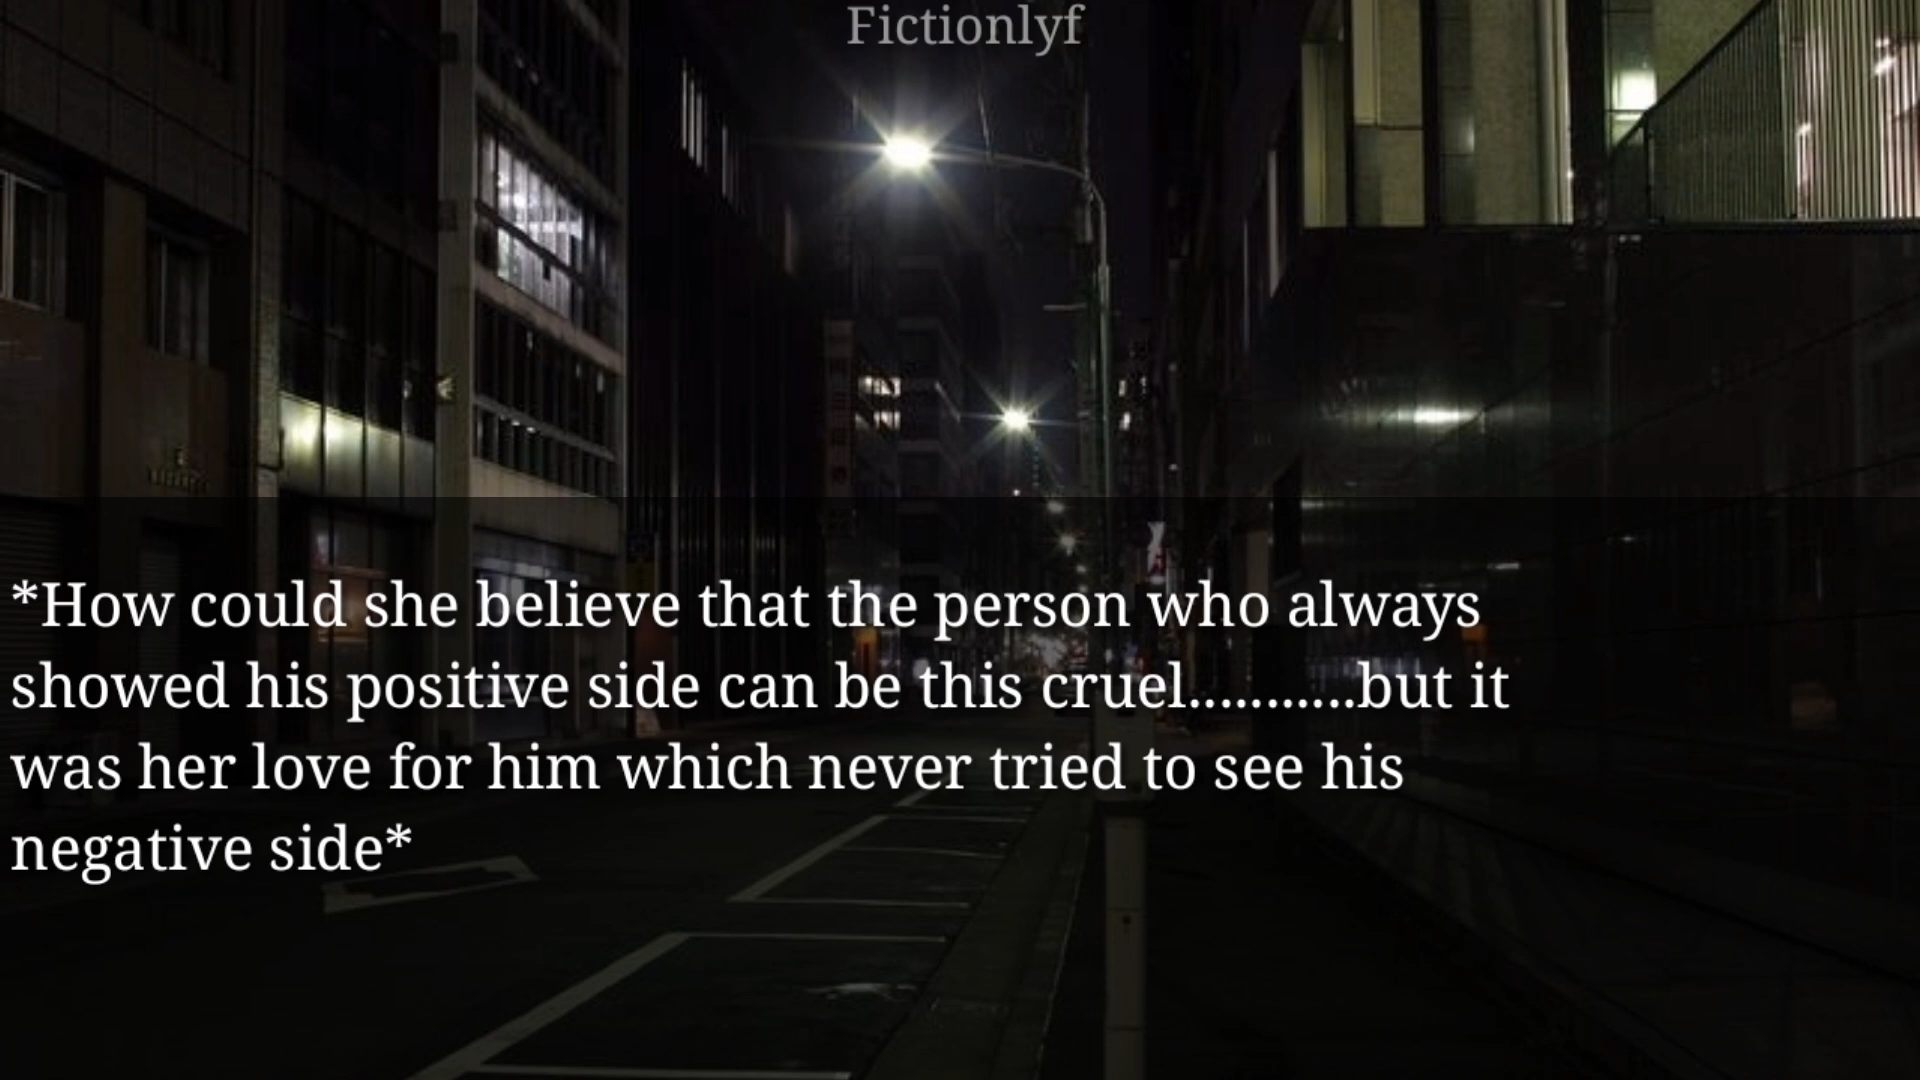 Fictionlyf
*How could she believe that the person who always
showed his positive side can be this cruel...........but it
was her love for him which never tried to see his
negative side*